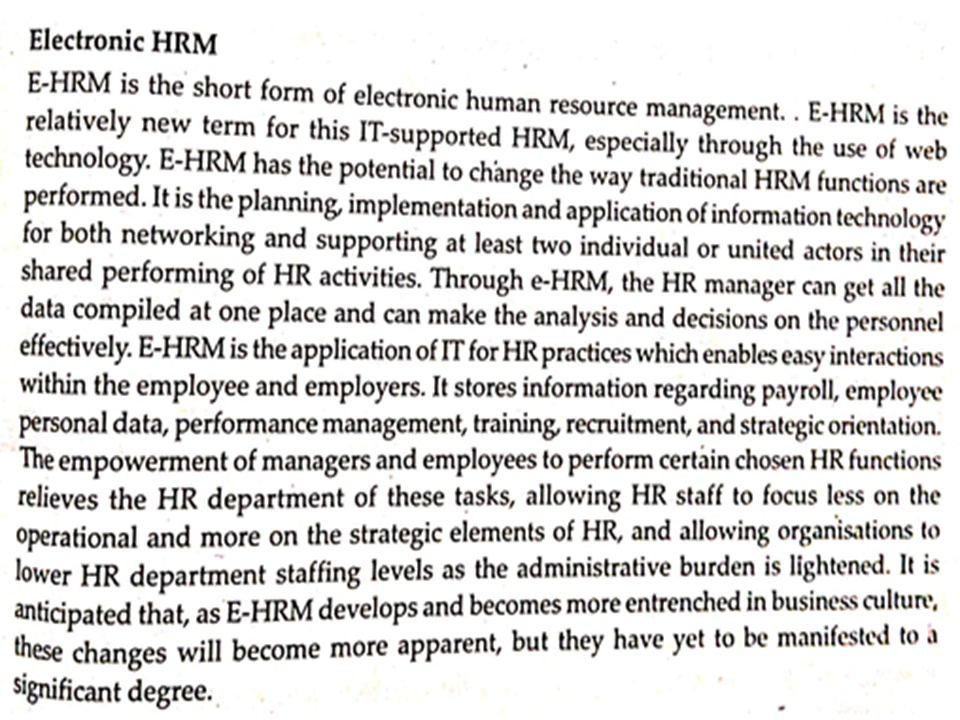 Electronic HRM
E-HRM is the short form of electronic human resource management. . E-HRM is the
relatively new term for this IT-supported HRM, especially through the use of web
technology. E-HRM has the potential to change the way traditional HRM functions are
performed. It is the planning, implementation and application of information technology
for both networking and supporting at least two individual or united actors in their
shared performing of HR activities. Through e-HRM, the HR manager can get all the
data compiled at one place and can make the analysis and decisions on the personnel
effectively. E-HRM is the application of IT for HR practices which enables easy interactions
within the employee and employers. It stores information regarding payroll, employee
personal data, performance management, training, recruitment, and strategic orientation.
The empowerment of managers and employees to perform certain chosen HR functions
relieves the HR department of these tasks, allowing HR staff to focus less on the
operational and more on the strategic elements of HR, and allowing organisations to
lower HR department staffing levels as the administrative burden is lightened. It is
anticipated that, as E-HRM develops and becomes more entrenched in business culture,
these changes will become more apparent, but they have yet to be manifested to a
significant degree.